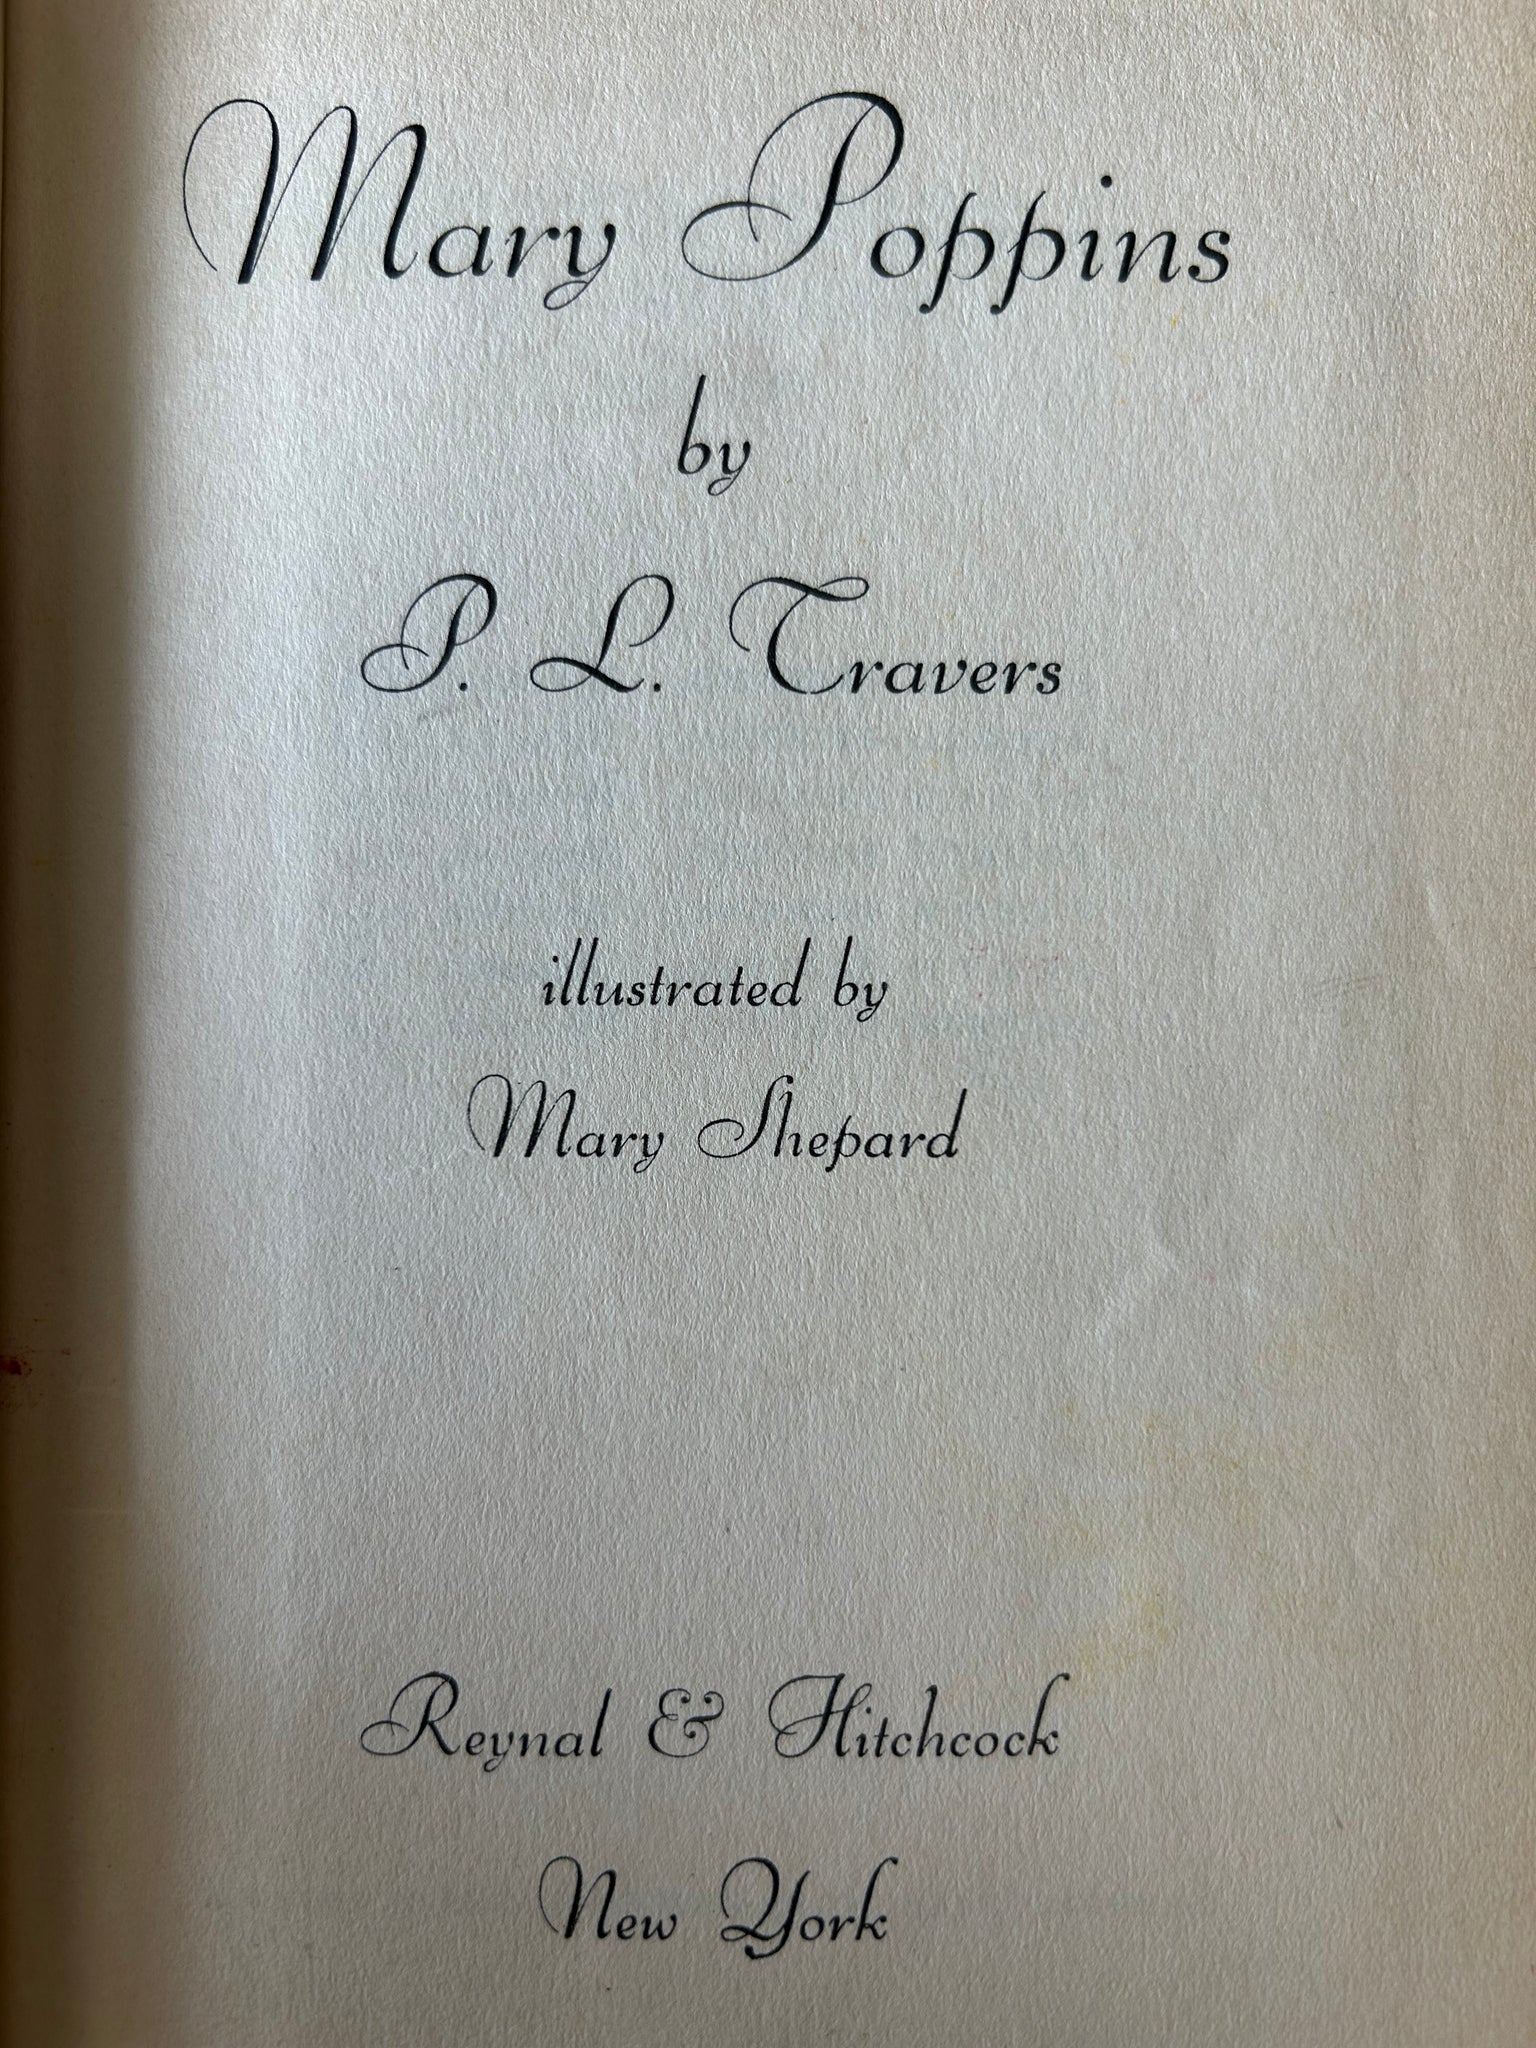 Mary Poppins
by
P. L. Travers
illustrated by
Mary Shepard
Reynal & Hitchcock
New York